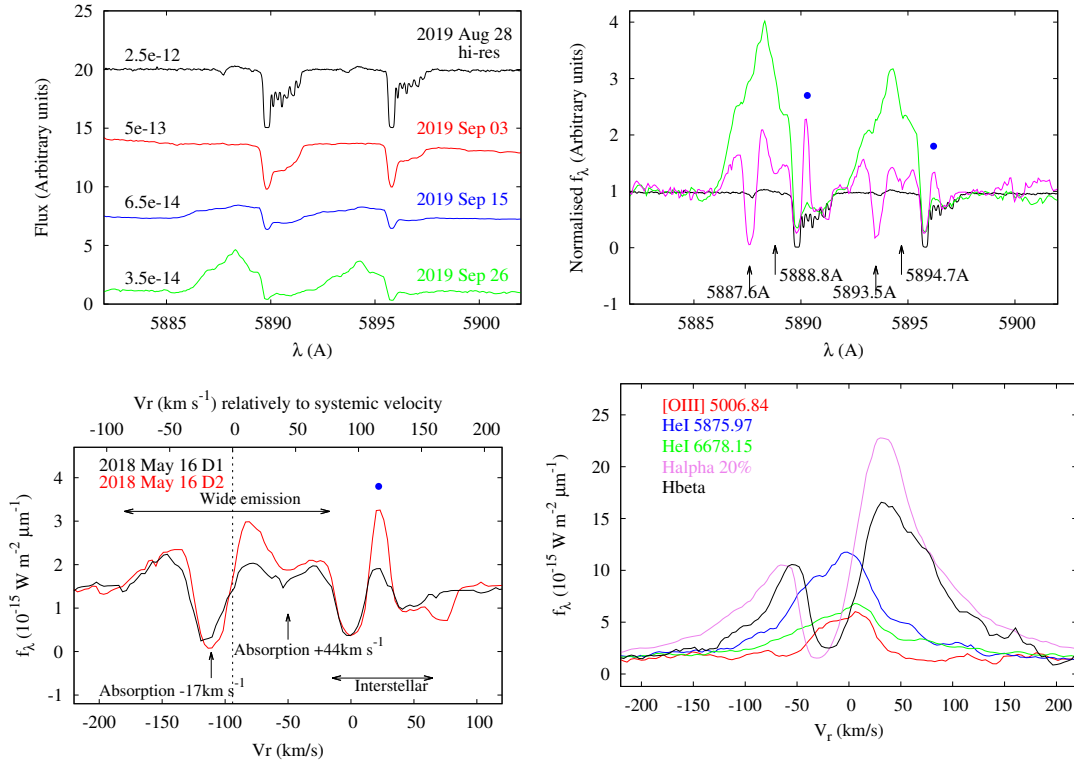 Flux (Arbitrary units)
25
20
15
10
5
0
2.5e-12
2019 Aug 28
hi-res
5e-13
2019 Sep 03
6.5e-14
2019 Sep 15
3.5e-14
2019 Sep 26
5885 5890 5895 5900
λ (A)
Normalised fλ (Arbitrary units)
4
3
2
1
0
-1
5887.6A
5888.8A
5893.5A
5894.7A
5885 5890 5895 5900
λ (A)
Vr (km s⁻¹) relatively to systemic velocity
-100 -50 0 50 100 150 200
fλ (10⁻¹⁵ W m⁻² μm⁻¹)
4
3
2
1
0
-1
2018 May 16 D1
2018 May 16 D2
Wide emission
Absorption +44km s⁻¹
Absorption -17km s⁻¹
Interstellar
-200 -150 -100 -50 0 50 100
Vr (km/s)
fλ (10⁻¹⁵ W m⁻² μm⁻¹)
25
20
15
10
5
0
[OIII] 5006.84
HeI 5875.97
HeI 6678.15
Halpha 20%
Hbeta
-200 -150 -100 -50 0 50 100 150 200
Vr (km/s)